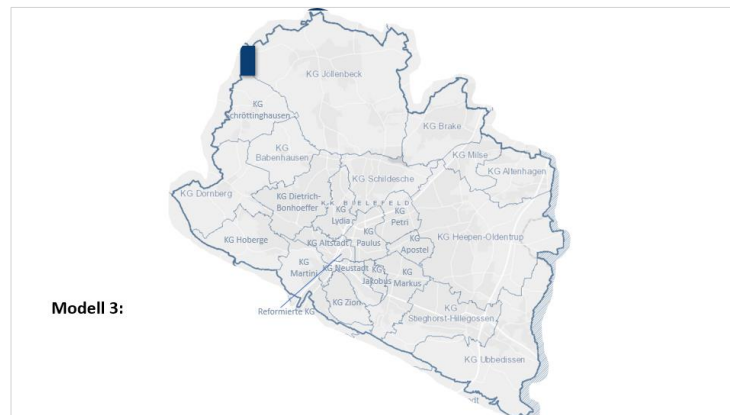 KG Jöllenbeck
KG
Schröttinghausen
KG Brake
KG
Babenhausen
KG Milse
KG Altenhagen
KG Schildesche
KG Dornberg
KG Dietrich-
Bonhoeffer
KK BIELEFELD
KG
Lydia
KG
Petri
KG
Paulus
KG Hoberge
KG Altstadt
KG
Apostel
KG Heepen-Oldentrup
KG
Martini
KG Neustadt
KG
Jakobus
KG
Markus
KG Zion
Reformierte KG
KG
Stieghorst-Hillegossen
Modell 3:
KG Ubbedissen